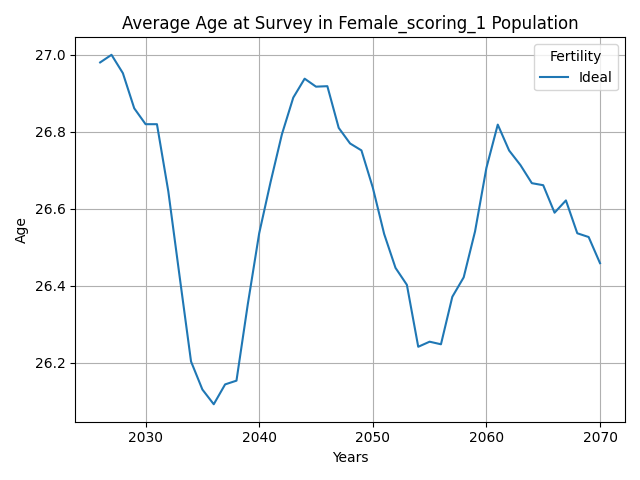 Average Age at Survey in Female_scoring_1 Population
Fertility
Ideal
27.0
26.8
26.6
26.4
26.2
Age
2030 2040 2050 2060 2070
Years